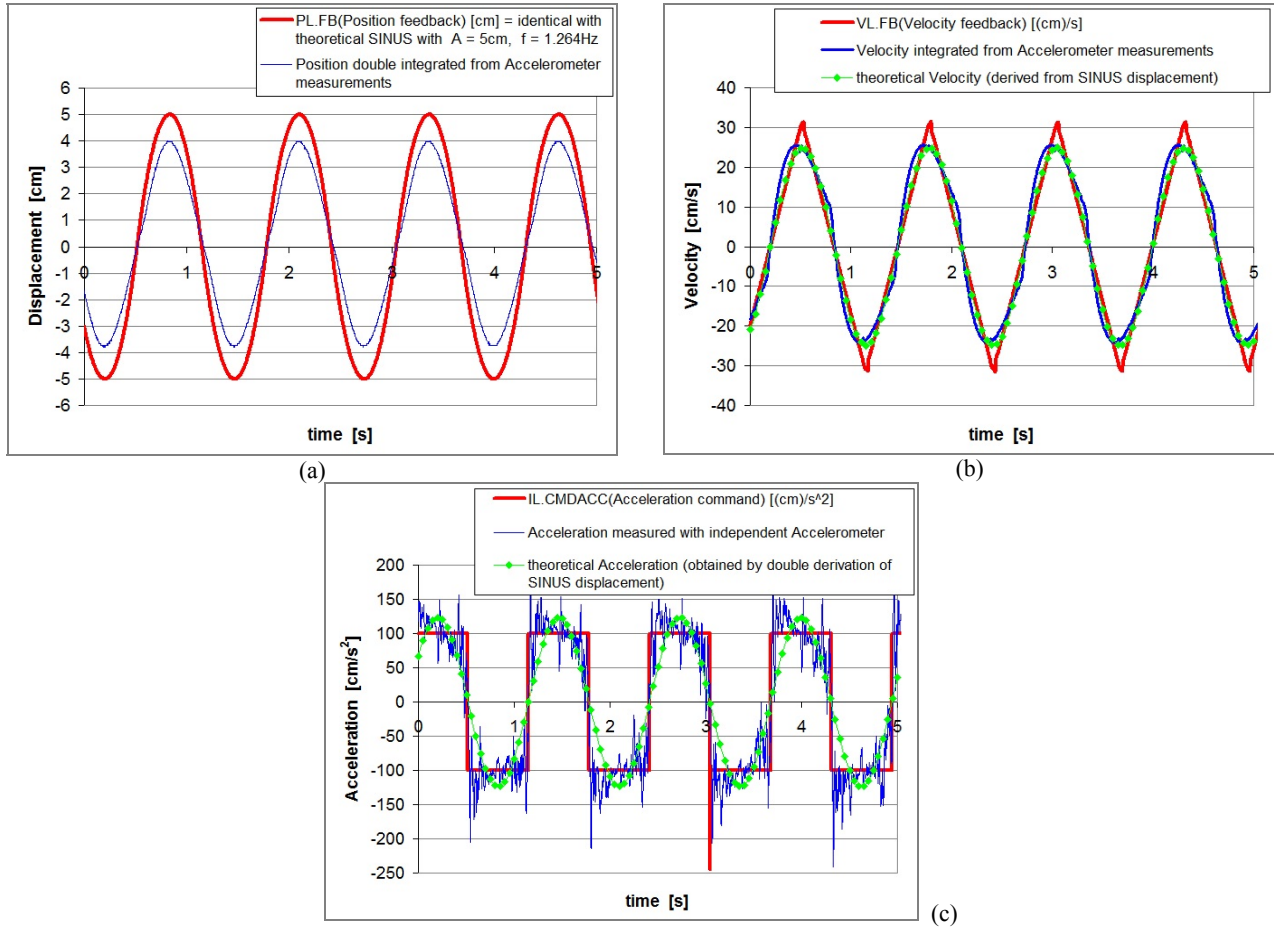 PL.FB(Position feedback) [cm] = identical with
theoretical SINUS with A = 5cm, f = 1.264Hz
Position double integrated from Accelerometer
measurements
6
5
4
3
2
1
0
-1
-2
-3
-4
-5
-6
0
1
2
3
4
5
Displacement [cm]
time [s]
(a)
VL.FB(Velocity feedback) [(cm)/s]
Velocity integrated from Accelerometer measurements
theoretical Velocity (derived from SINUS displacement)
40
30
20
10
0
-10
-20
-30
-40
0
1
2
3
4
5
Velocity [cm/s]
time [s]
(b)
IL.CMDACC(Acceleration command) [(cm)/s^2]
Acceleration measured with independent Accelerometer
theoretical Acceleration (obtained by double derivation of
SINUS displacement)
200
150
100
50
0
-50
-100
-150
-200
-250
0
1
2
3
4
5
Acceleration [cm/s²]
time [s]
(c)